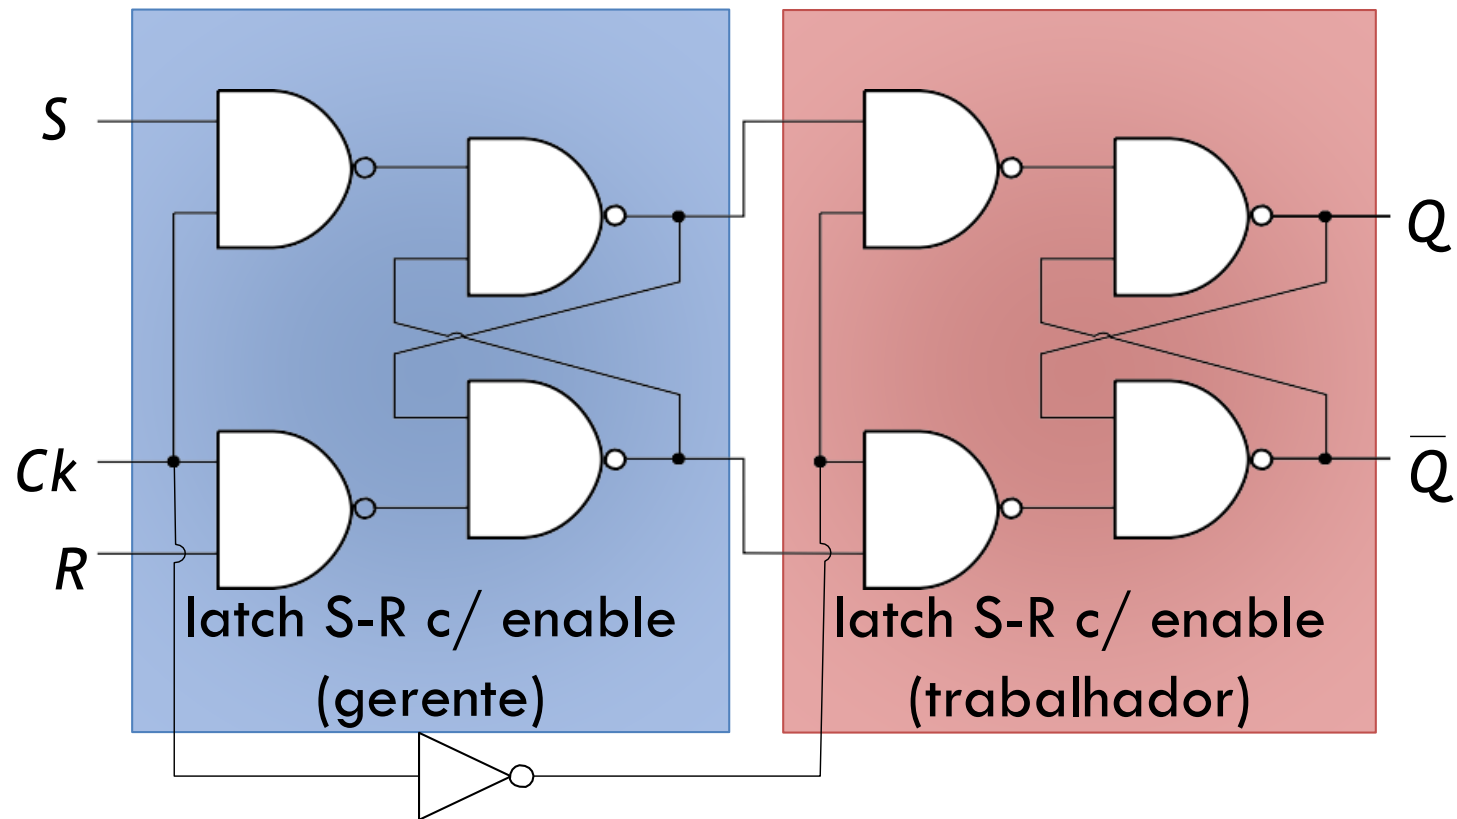 S
Q
Ck
Q̅
R
latch S-R c/ enable
(gerente)
latch S-R c/ enable
(trabalhador)